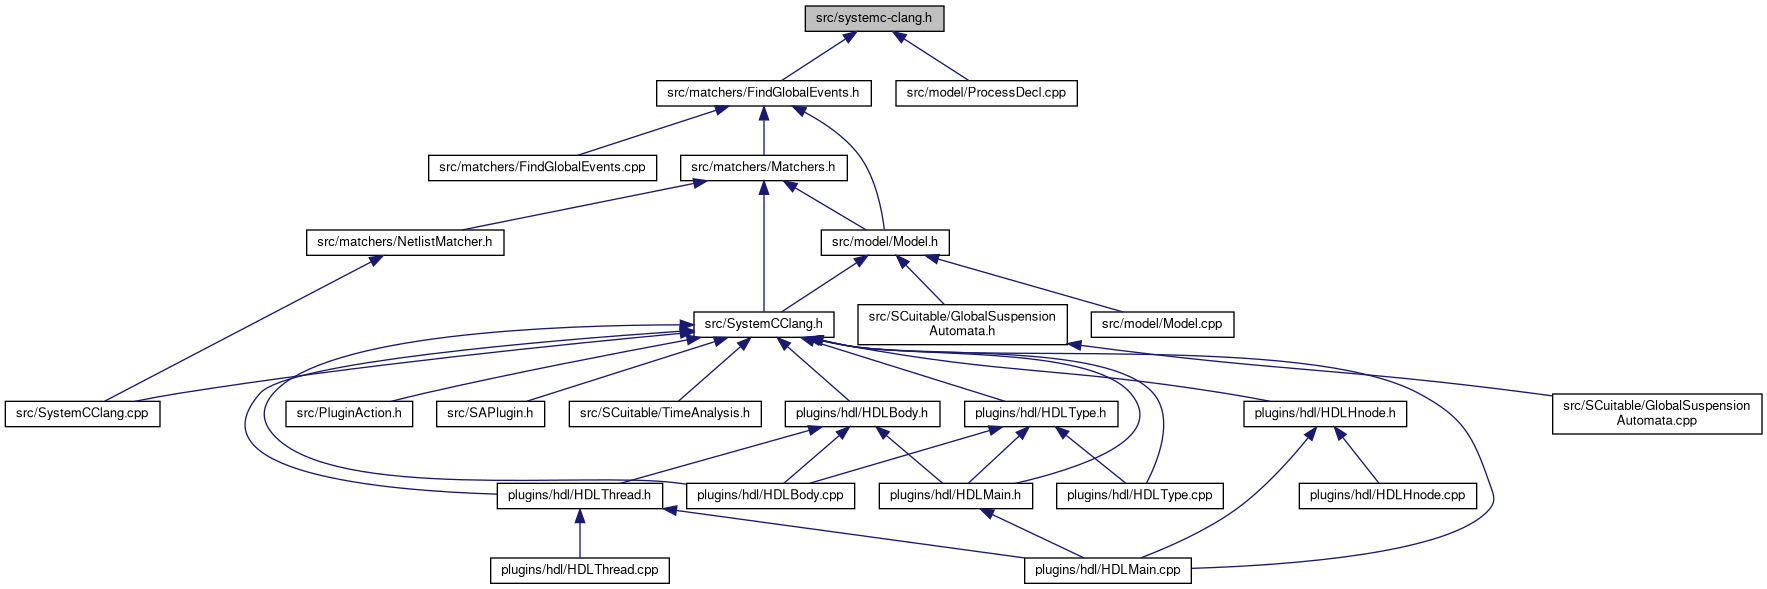 src/systemc-clang.h
src/matchers/FindGlobalEvents.h
src/model/ProcessDecl.cpp
src/matchers/FindGlobalEvents.cpp
src/matchers/Matchers.h
src/matchers/NetlistMatcher.h
src/model/Model.h
src/SystemCClang.h
src/SCuitable/GlobalSuspension
Automata.h
src/model/Model.cpp
src/SystemCClang.cpp
src/PluginAction.h
src/SAPlugin.h
src/SCuitable/TimeAnalysis.h
plugins/hdl/HDLBody.h
plugins/hdl/HDLType.h
plugins/hdl/HDLHnode.h
src/SCuitable/GlobalSuspension
Automata.cpp
plugins/hdl/HDLThread.h
plugins/hdl/HDLBody.cpp
plugins/hdl/HDLMain.h
plugins/hdl/HDLType.cpp
plugins/hdl/HDLHnode.cpp
plugins/hdl/HDLThread.cpp
plugins/hdl/HDLMain.cpp